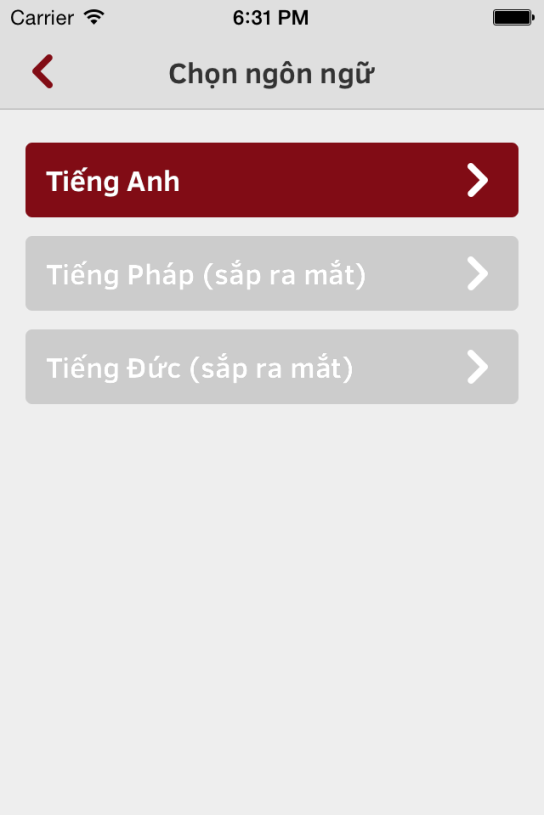 Carrier 6:31 PM
Chọn ngôn ngữ
Tiếng Anh
Tiếng Pháp (sắp ra mắt)
Tiếng Đức (sắp ra mắt)